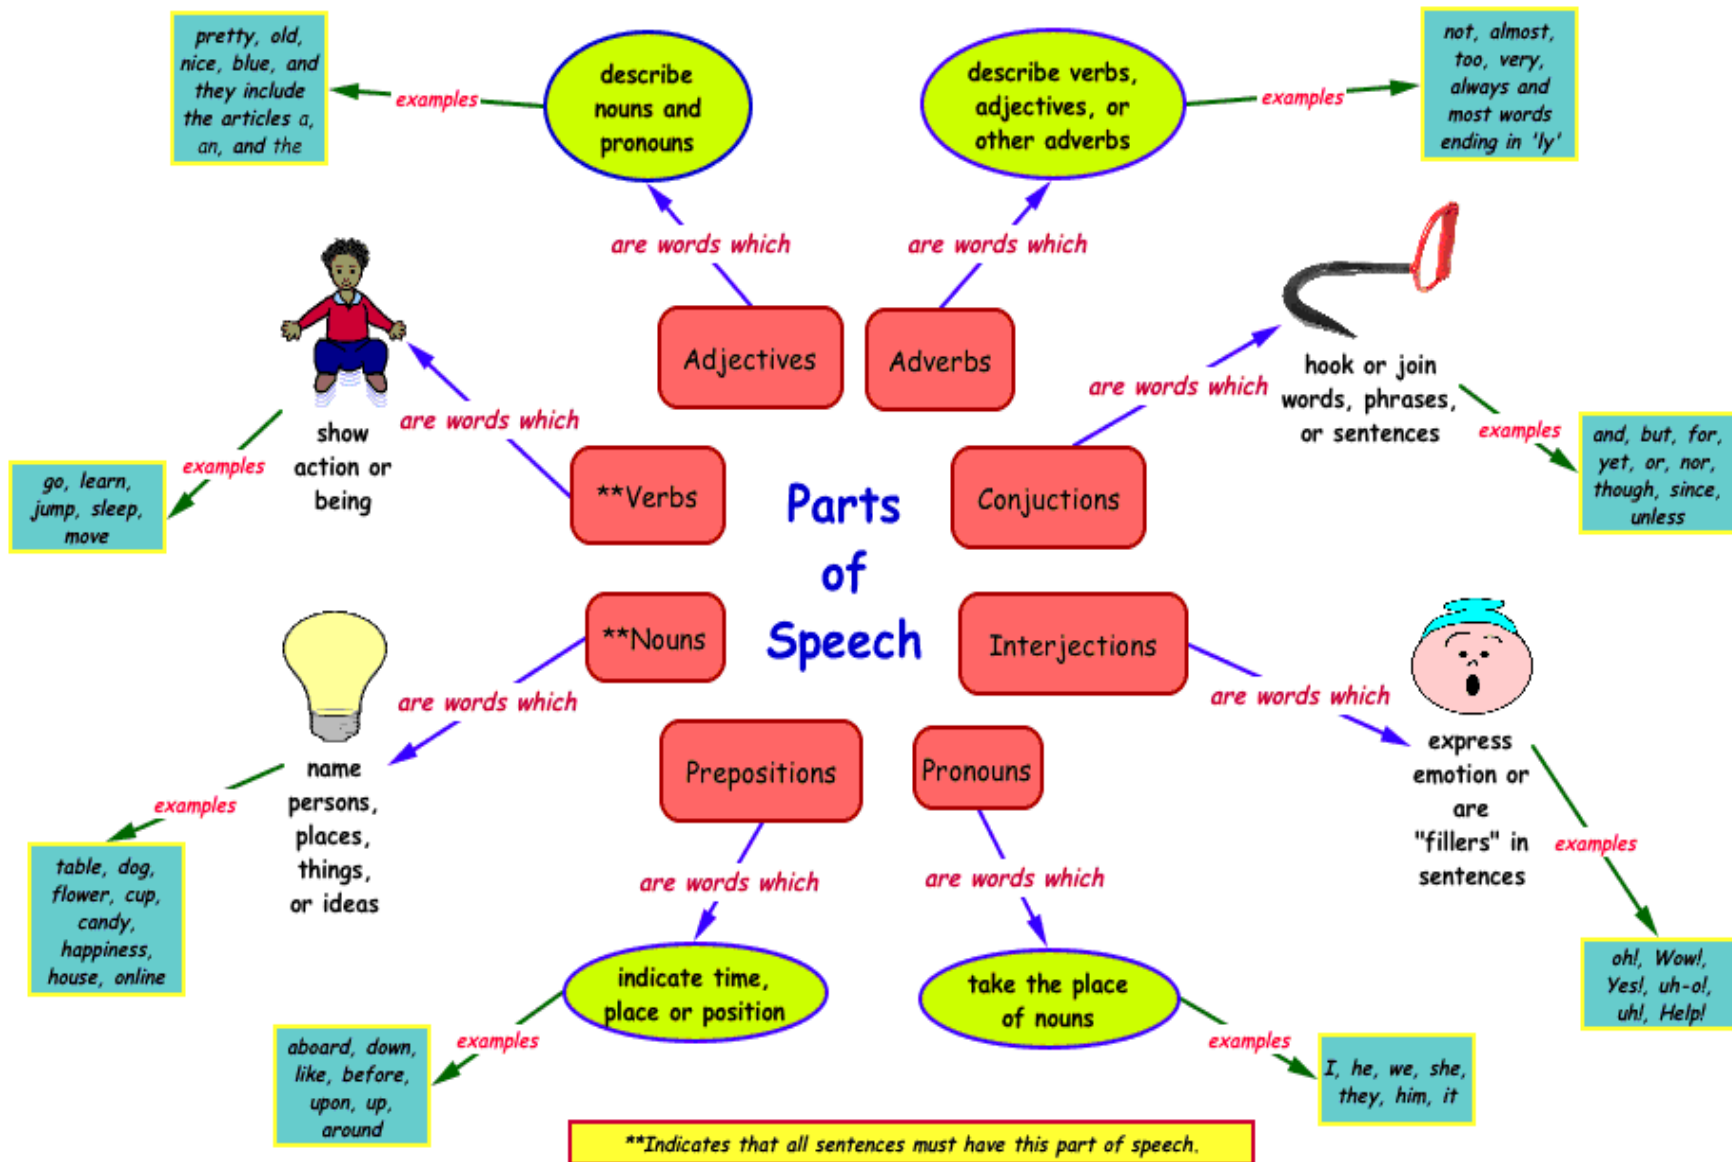 pretty, old,
nice, blue, and
they include
the articles a,
an, and the
examples
describe
nouns and
pronouns
are words which
Adjectives
describe verbs,
adjectives, or
other adverbs
examples
not, almost,
too, very,
always and
most words
ending in 'ly'
are words which
Adverbs
show
action or
being
are words which
**Verbs
examples
go, learn,
jump, sleep,
move
hook or join
words, phrases,
or sentences
are words which
Conjuctions
examples
and, but, for,
yet, or, nor,
though, since,
unless
Parts
of
Speech
**Nouns
are words which
name
persons,
places,
things,
or ideas
examples
table, dog,
flower, cup,
candy,
happiness,
house, online
Interjections
are words which
express
emotion or
are
"fillers" in
sentences
examples
oh!, Wow!,
Yes!, uh-o!,
uh!, Help!
Prepositions
are words which
indicate time,
place or position
examples
aboard, down,
like, before,
upon, up,
around
Pronouns
are words which
take the place
of nouns
examples
I, he, we, she,
they, him, it
**Indicates that all sentences must have this part of speech.